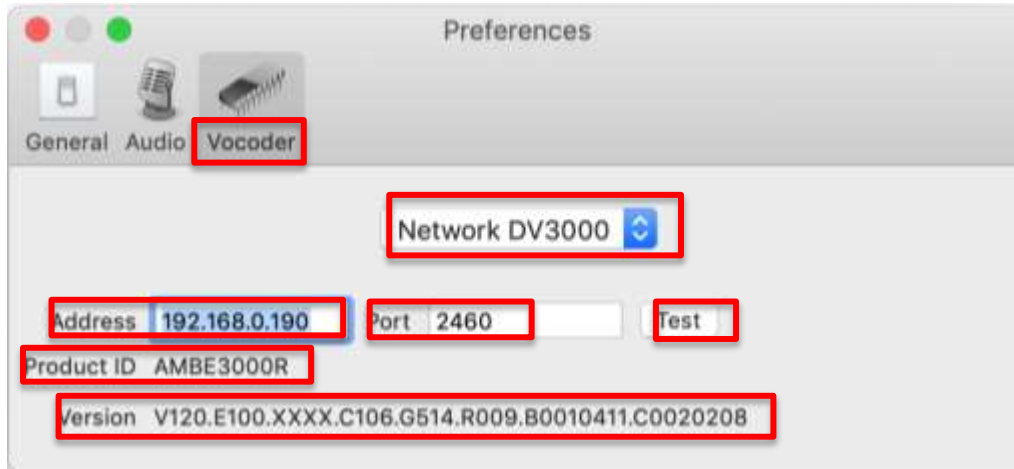 Preferences
General Audio Vocoder
Network DV3000
Address 192.168.0.190 Port 2460 Test
Product ID AMBE3000R
Version V120.E100.XXXX.C106.G514.R009.B0010411.C0020208